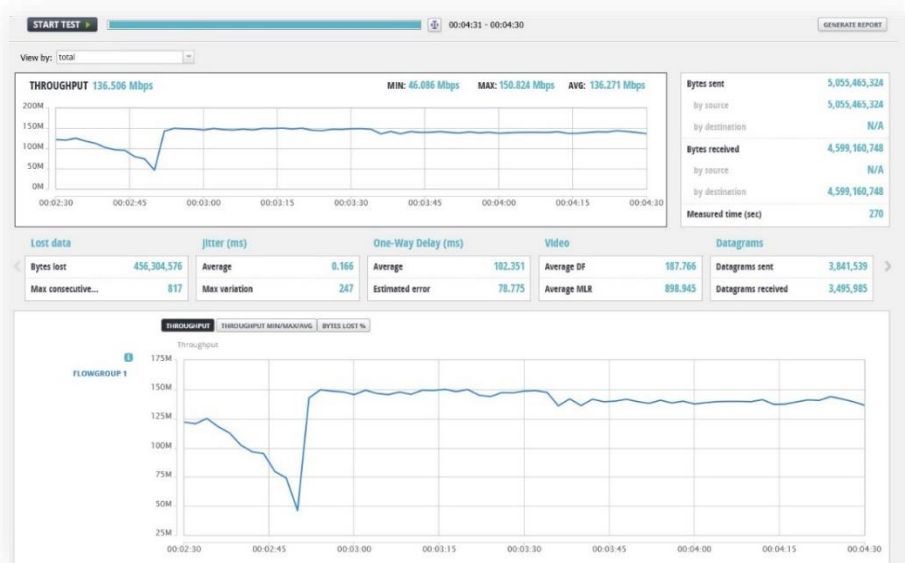 START TEST 00:04:31 - 00:04:30 GENERATE REPORT
View by: total
THROUGHPUT 136.506 Mbps MIN: 46.086 Mbps MAX: 150.824 Mbps AVG: 136.271 Mbps
200M
150M
100M
50M
0M
00:02:30 00:02:45 00:03:00 00:03:15 00:03:30 00:03:45 00:04:00 00:04:15 00:04:30
Bytes sent 5,055,465,324
by source 5,055,465,324
by destination N/A
Bytes received 4,599,160,748
by source N/A
by destination 4,599,160,748
Measured time (sec) 270
Lost data
Bytes lost 456,304,576
Max consecutive... 817
Jitter (ms)
Average 0.166
Max variation 247
One-Way Delay (ms)
Average 102.351
Estimated error 78.775
Video
Average DF 187.766
Average MLR 898.945
Datagrams
Datagrams sent 3,841,539
Datagrams received 3,495,985
THROUGHPUT THROUGHPUT MIN/MAX/AVG BYTES LOST %
Throughput
FLOWGROUP 1
175M
150M
125M
100M
75M
50M
25M
00:02:30 00:02:45 00:03:00 00:03:15 00:03:30 00:03:45 00:04:00 00:04:15 00:04:30